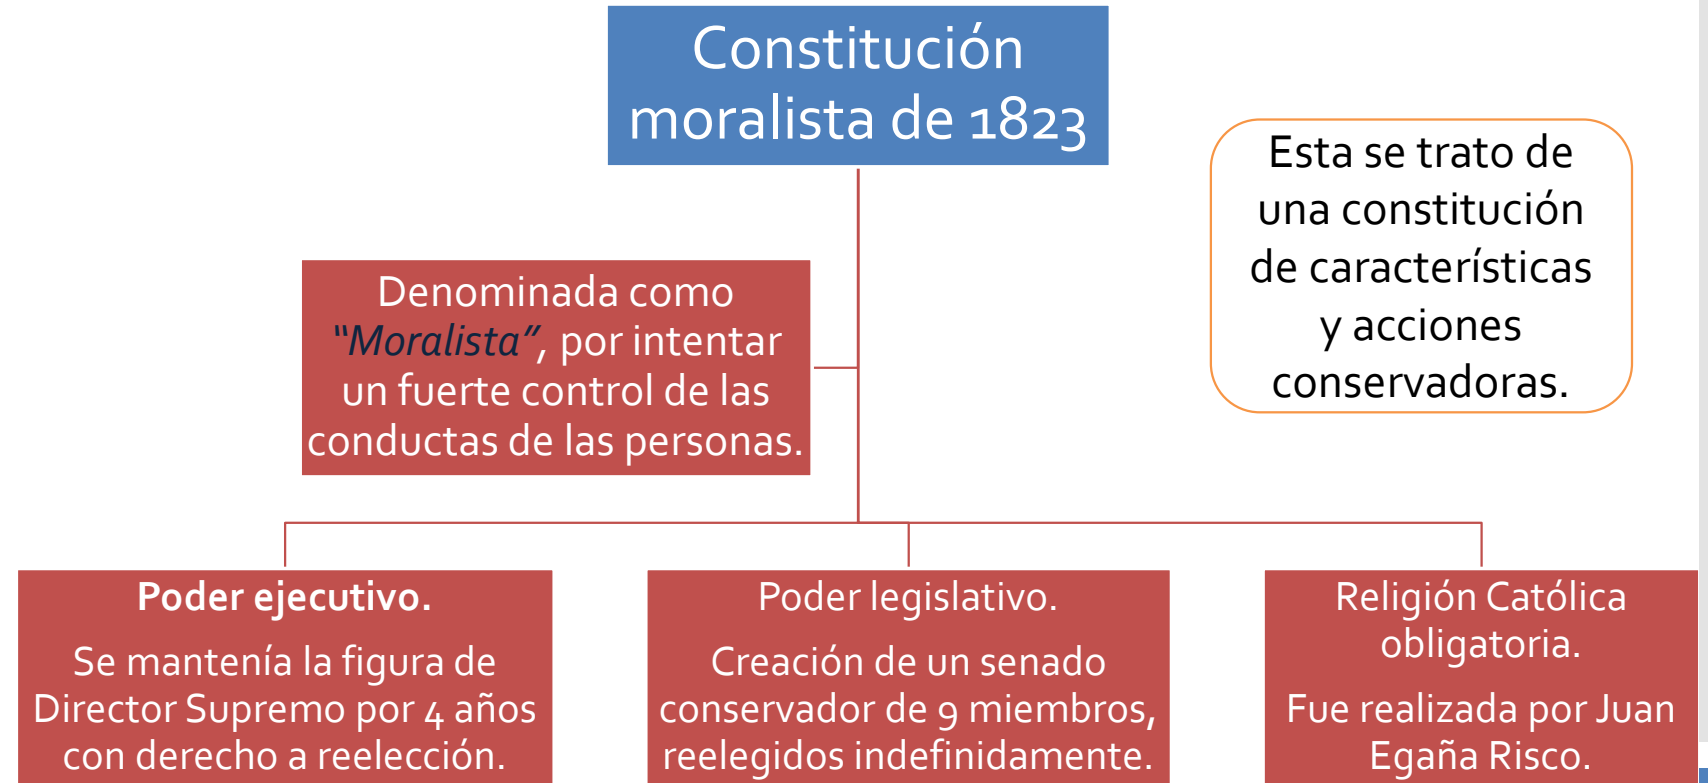 Constitución
moralista de 1823
Esta se trato de
una constitución
de características
y acciones
conservadoras.
Denominada como
“Moralista”, por intentar
un fuerte control de las
conductas de las personas.
Poder ejecutivo.
Se mantenía la figura de
Director Supremo por 4 años
con derecho a reelección.
Poder legislativo.
Creación de un senado
conservador de 9 miembros,
reelegidos indefinidamente.
Religión Católica
obligatoria.
Fue realizada por Juan
Egaña Risco.